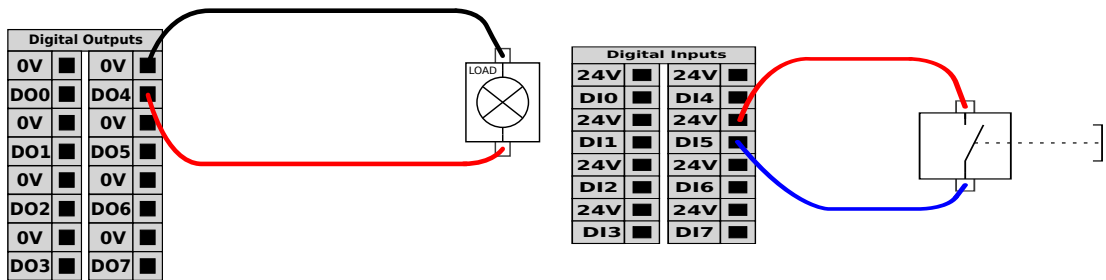 Digital Outputs
0V 0V
DO0 DO4
0V 0V
DO1 DO5
0V 0V
DO2 DO6
0V 0V
DO3 DO7
LOAD
Digital Inputs
24V 24V
DI0 DI4
24V 24V
DI1 DI5
24V 24V
DI2 DI6
24V 24V
DI3 DI7